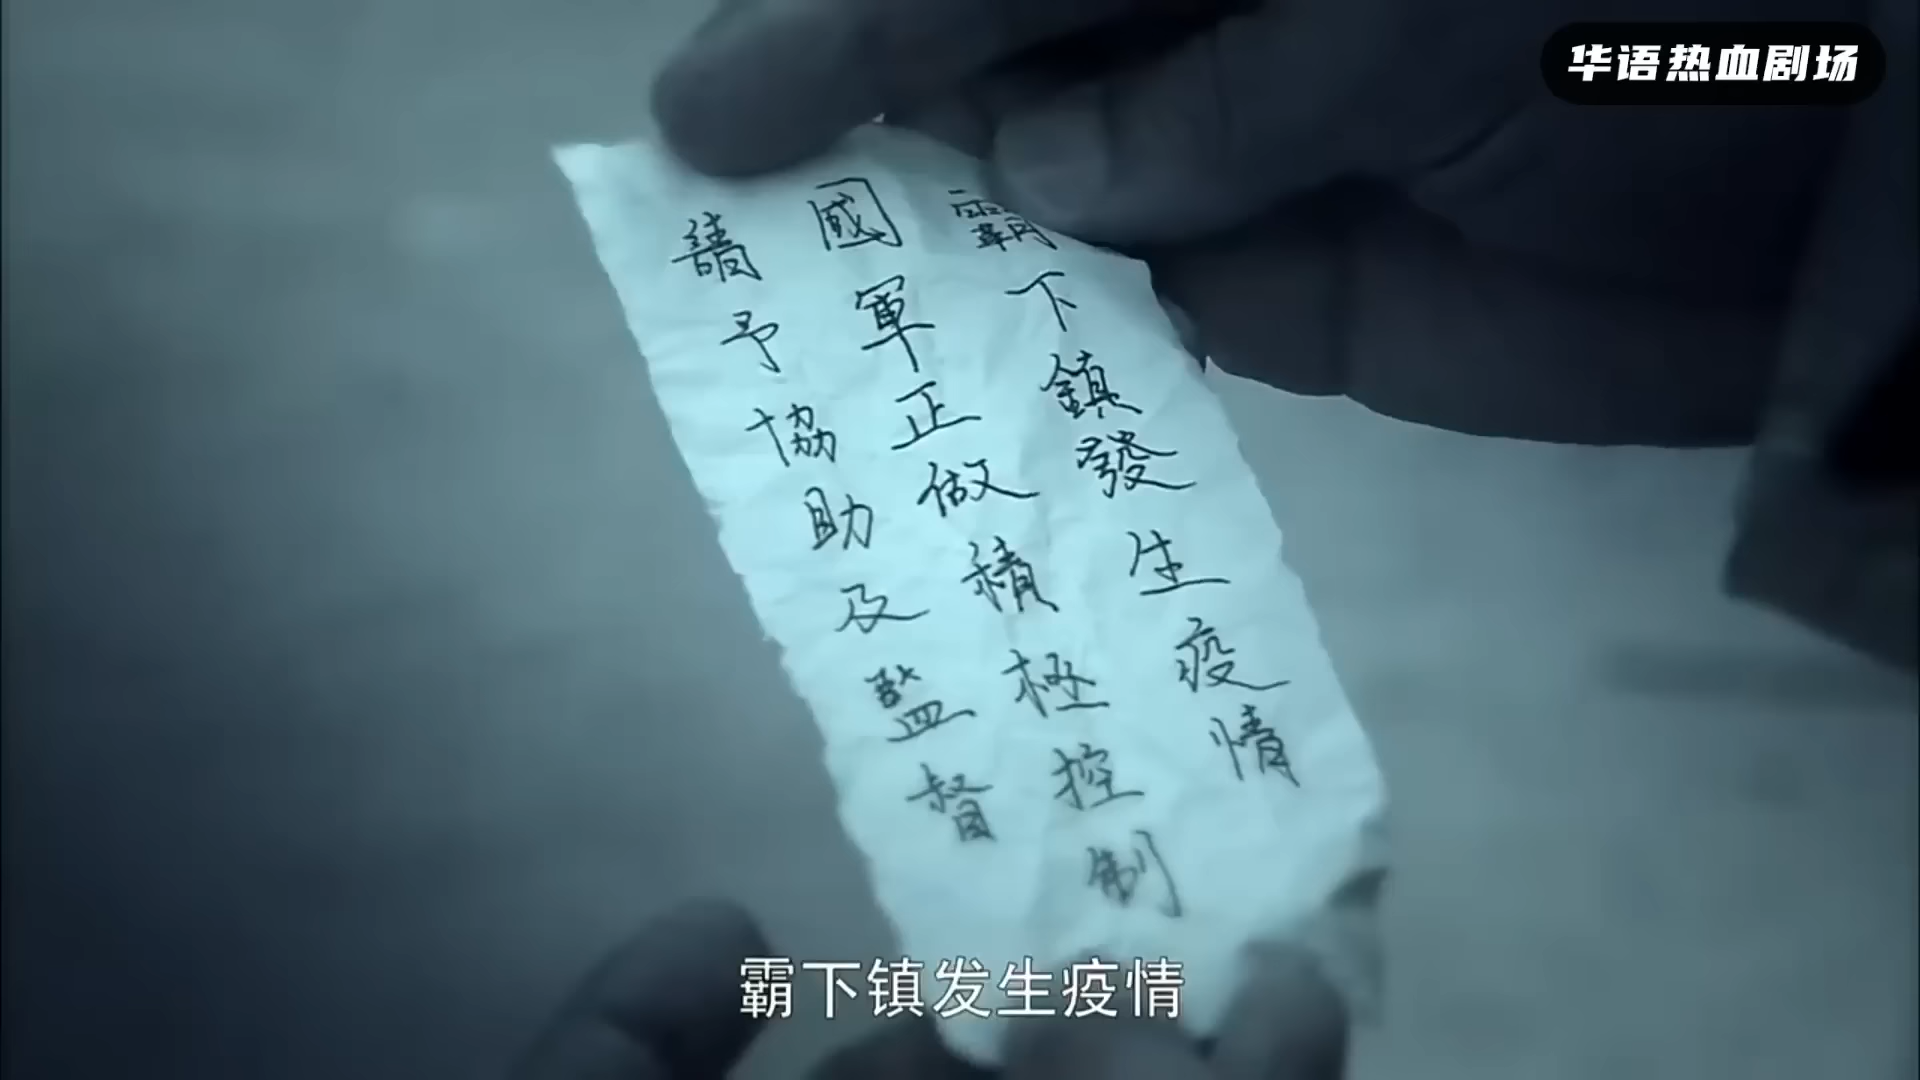 华语热血剧场
霸下鎮發生疫情
國軍正做積極控制
請予協助及監督
霸下镇发生疫情